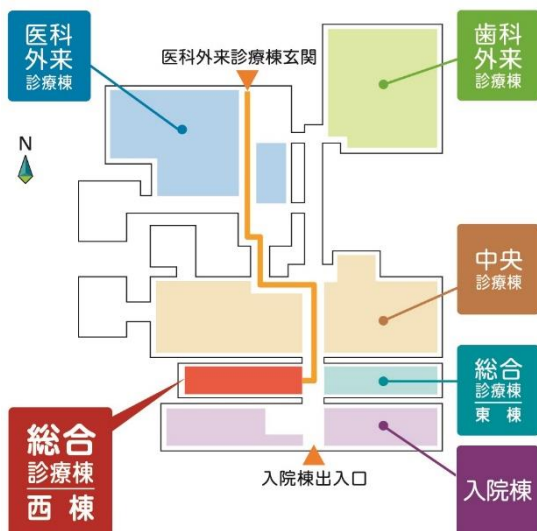 医科
外来
診療棟
医科外来診療棟玄関
歯科
外来
診療棟
N
中央
診療棟
総合
診療棟
東棟
総合
診療棟
西棟
入院棟出入口
入院棟